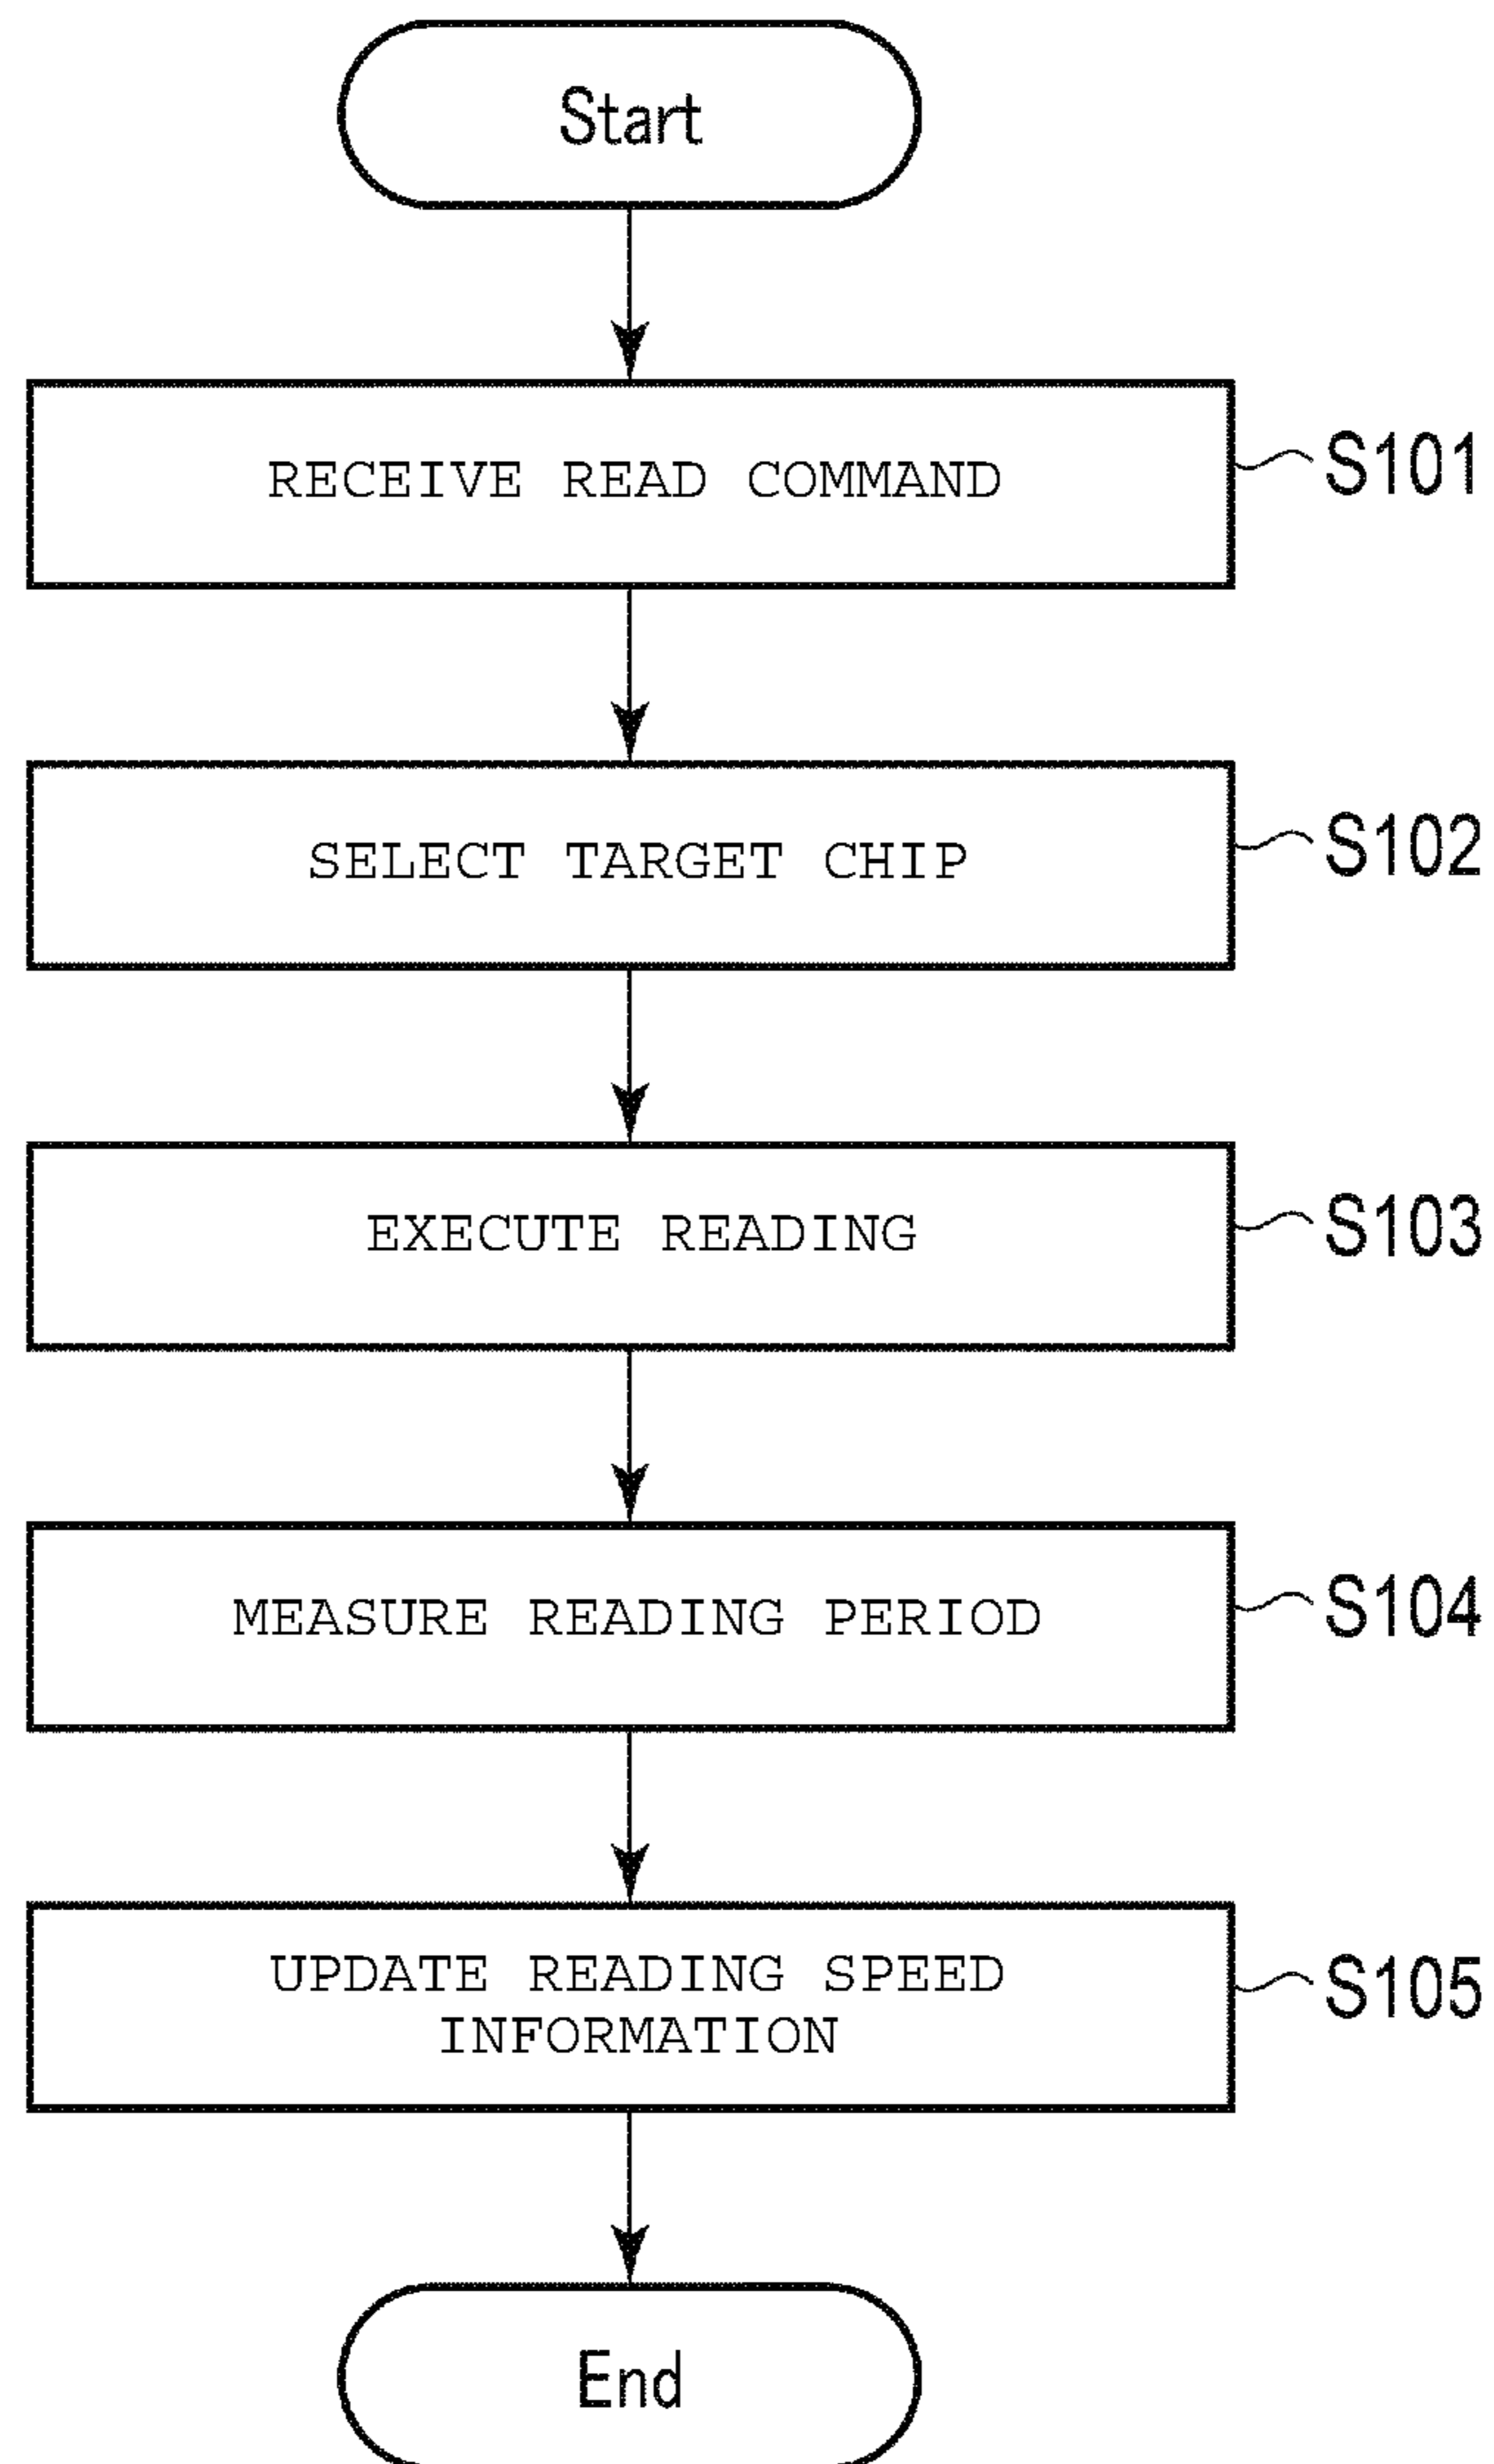 Start
RECEIVE READ COMMAND
S101
SELECT TARGET CHIP
S102
EXECUTE READING
S103
MEASURE READING PERIOD
S104
UPDATE READING SPEED
INFORMATION
S105
End